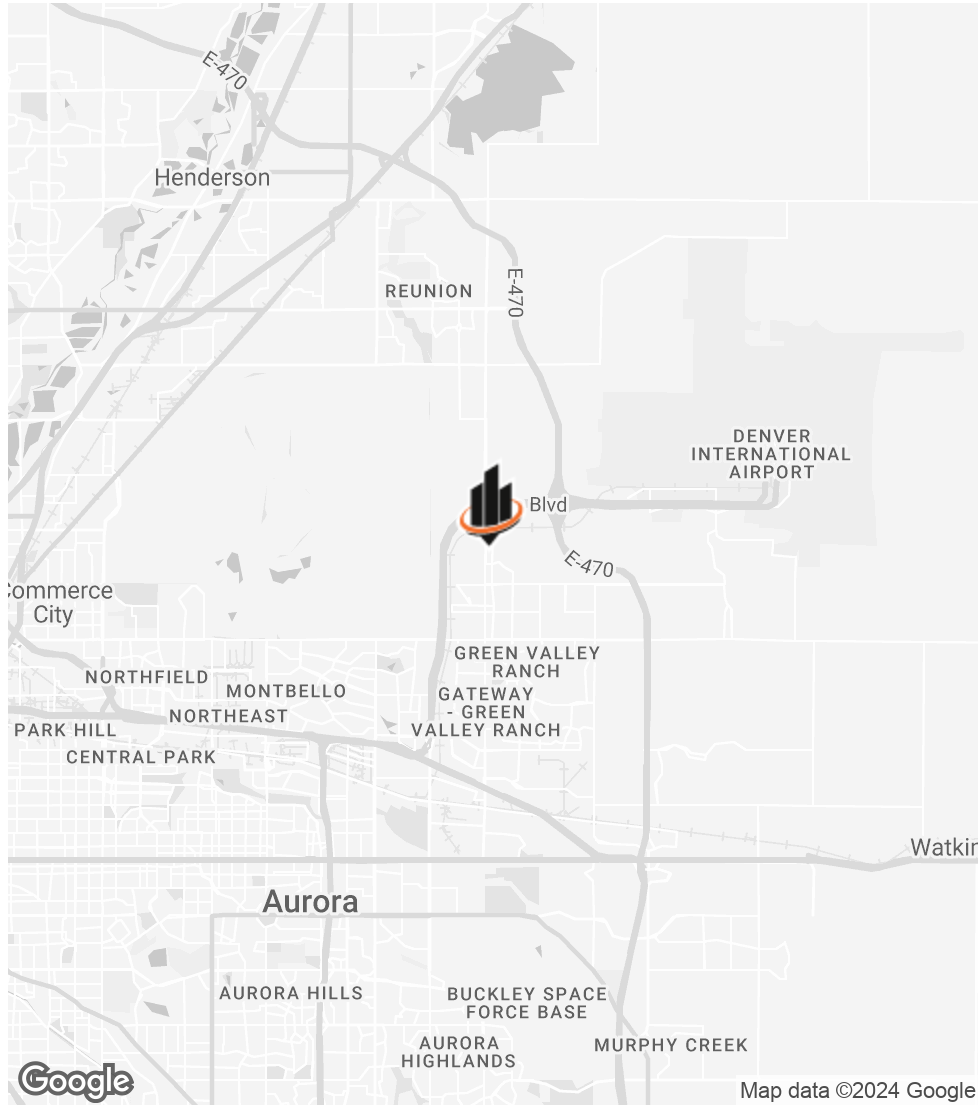 E-470
Henderson
REUNION
E-470
DENVER
INTERNATIONAL
AIRPORT
Blvd
E-470
Commerce
City
GREEN VALLEY
RANCH
NORTHFIELD
MONTBELLO
GATEWAY
- GREEN
VALLEY RANCH
NORTHEAST
PARK HILL
CENTRAL PARK
Watkin
Aurora
AURORA HILLS
BUCKLEY SPACE
FORCE BASE
AURORA
HIGHLANDS
MURPHY CREEK
Google
Map data ©2024 Google